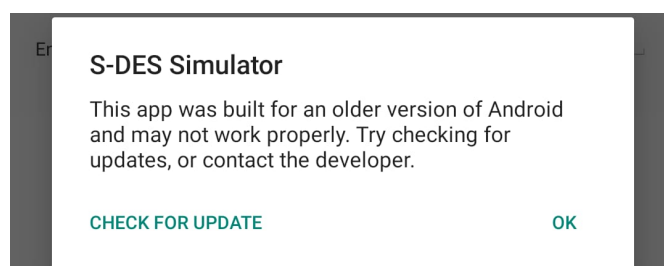 Er
S-DES Simulator
This app was built for an older version of Android
and may not work properly. Try checking for
updates, or contact the developer.
CHECK FOR UPDATE OK